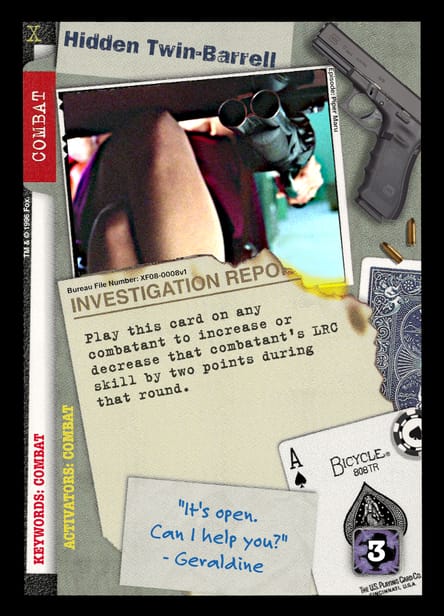 X
Hidden Twin-Barrell
COMBAT
Episode: Piper Maru
TM & © 1996 Fox.
Bureau File Number: XF08-0008v1
INVESTIGATION REPO
Play this card on any
combatant to increase or
decrease that combatant's LRC
skill by two points during
that round.
KEYWORDS: COMBAT
ACTIVATORS: COMBAT
A
BICYCLE®
808TR
"It's open.
Can I help you?"
- Geraldine
3
THE U.S. PLAYING CARD CO.
CINCINNATI, U.S.A.